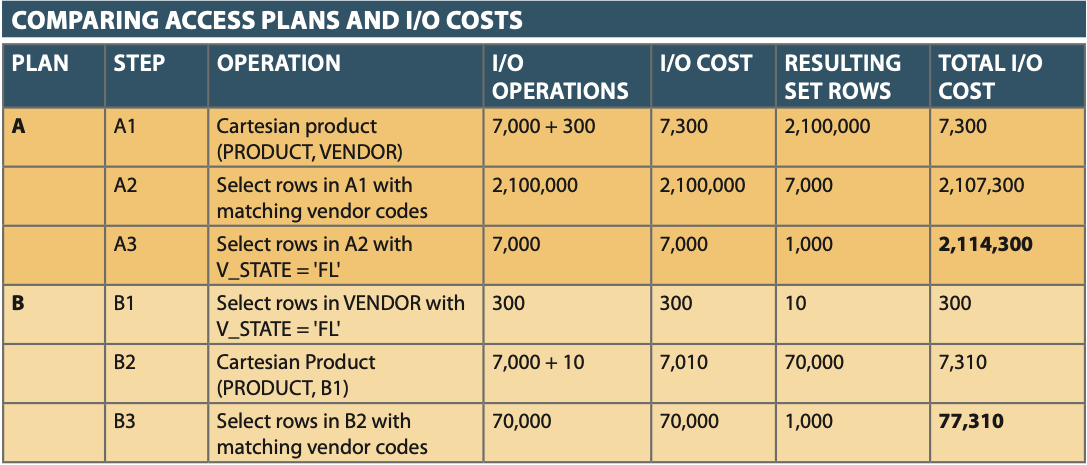 COMPARING ACCESS PLANS AND I/O COSTS
PLAN STEP OPERATION I/O OPERATIONS I/O COST RESULTING SET ROWS TOTAL I/O COST
A A1 Cartesian product (PRODUCT, VENDOR) 7,000 + 300 7,300 2,100,000 7,300
A2 Select rows in A1 with matching vendor codes 2,100,000 2,100,000 7,000 2,107,300
A3 Select rows in A2 with V_STATE = 'FL' 7,000 7,000 1,000 2,114,300
B B1 Select rows in VENDOR with V_STATE = 'FL' 300 300 10 300
B2 Cartesian Product (PRODUCT, B1) 7,000 + 10 7,010 70,000 7,310
B3 Select rows in B2 with matching vendor codes 70,000 70,000 1,000 77,310